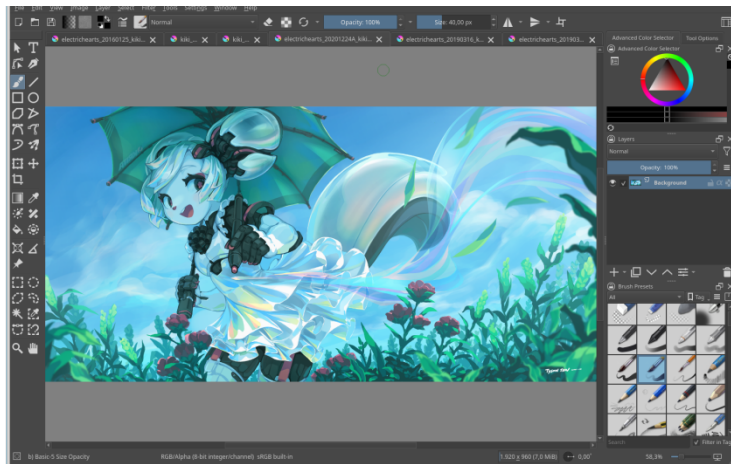 File Edit View Image Layer Select Filter Tools Settings Window Help
Normal
Opacity: 100%
Size: 40,00 px
electrichearts_20160125_kiki...
kiki_...
kiki_...
electrichearts_20201224A_kiki...
electrichearts_20190316_k...
electrichearts_201903...
Advanced Color Selector
Tool Options
Advanced Color Selector
Layers
Normal
Opacity: 100%
Background
Brush Presets
All
Tag
Search
Filter in Tag
b) Basic-5 Size Opacity
RGB/Alpha (8-bit integer/channel) sRGB built-in
1.920 x 960 (7,0 MiB)
0,00°
58,3%